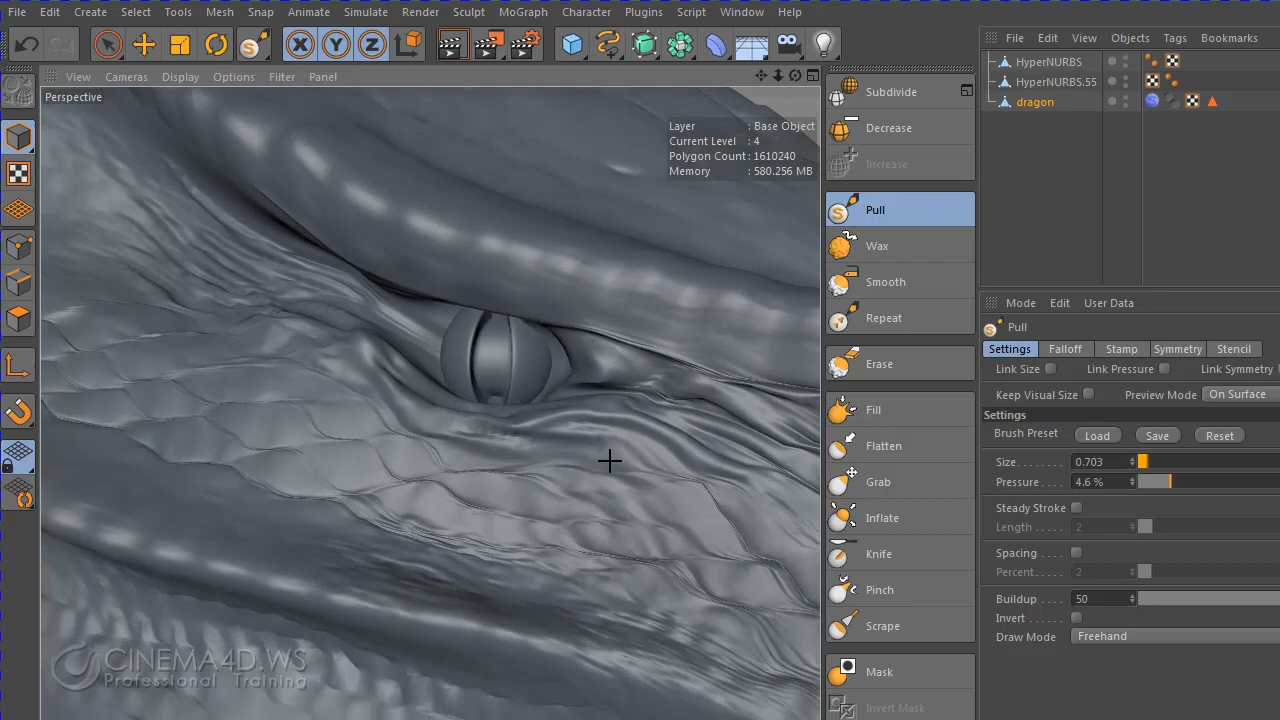 File Edit Create Select Tools Mesh Snap Animate Simulate Render Sculpt MoGraph Character Plugins Script Window Help
View Cameras Display Options Filter Panel
Perspective
Layer : Base Object
Current Level : 4
Polygon Count : 1610240
Memory : 580.256 MB
CINEMA4D.WS
Professional Training
Subdivide
Decrease
Increase
Pull
Wax
Smooth
Repeat
Erase
Fill
Flatten
Grab
Inflate
Knife
Pinch
Scrape
Mask
Invert Mask
File Edit View Objects Tags Bookmarks
HyperNURBS
HyperNURBS.55
dragon
Mode Edit User Data
Pull
Settings Falloff Stamp Symmetry Stencil
Link Size Link Pressure Link Symmetry
Keep Visual Size Preview Mode On Surface
Settings
Brush Preset Load Save Reset
Size 0.703
Pressure 4.6 %
Steady Stroke
Length 2
Spacing
Percent 2
Buildup 50
Invert
Draw Mode Freehand